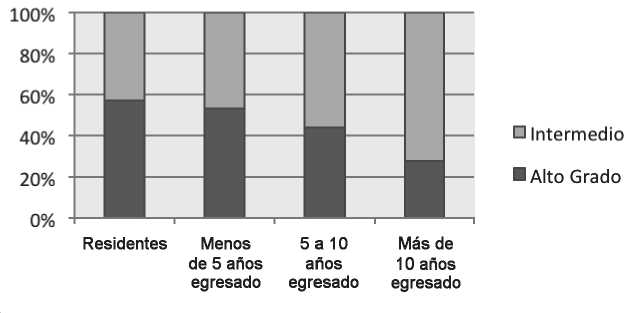 100%
80%
60%
40%
20%
0%
Residentes
Menos
de 5 años
egresado
5 a 10
años
egresado
Más de
10 años
egresado
Intermedio
Alto Grado